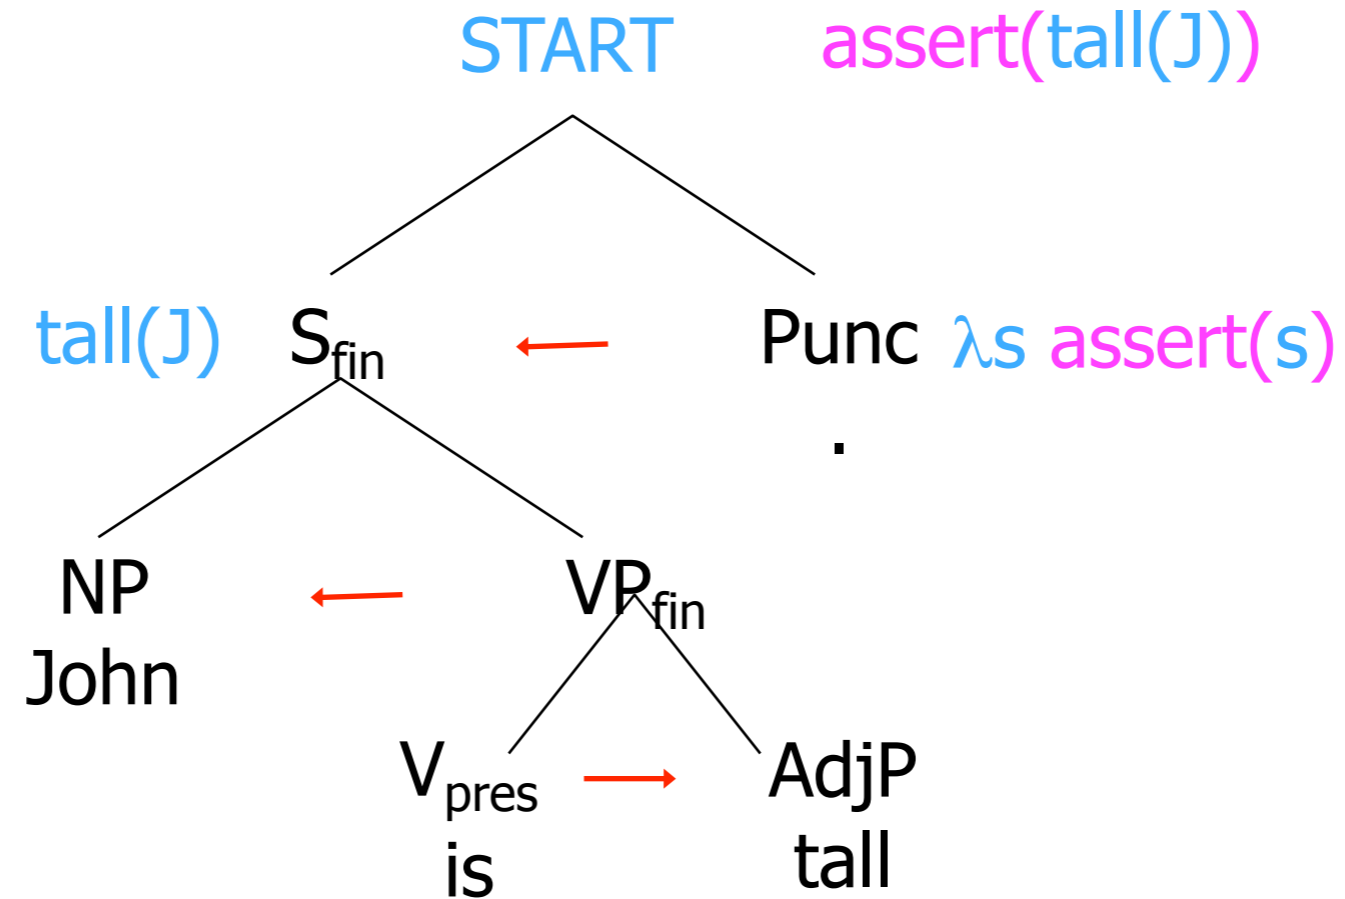 START assert(tall(J))
tall(J) Sfin Punc λs assert(s)
.
NP VPfin
John
Vpres AdjP
is tall